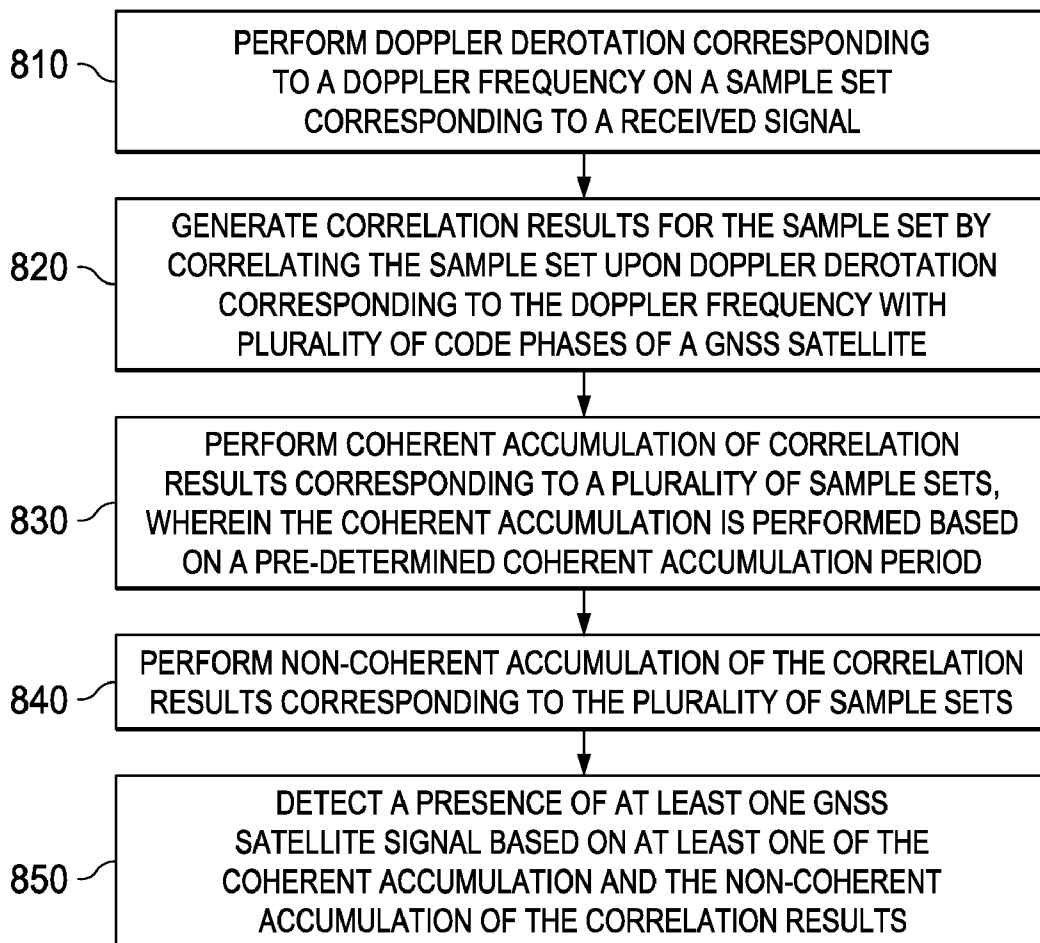 810
PERFORM DOPPLER DEROTATION CORRESPONDING
TO A DOPPLER FREQUENCY ON A SAMPLE SET
CORRESPONDING TO A RECEIVED SIGNAL
820
GENERATE CORRELATION RESULTS FOR THE SAMPLE SET BY
CORRELATING THE SAMPLE SET UPON DOPPLER DEROTATION
CORRESPONDING TO THE DOPPLER FREQUENCY WITH
PLURALITY OF CODE PHASES OF A GNSS SATELLITE
830
PERFORM COHERENT ACCUMULATION OF CORRELATION
RESULTS CORRESPONDING TO A PLURALITY OF SAMPLE SETS,
WHEREIN THE COHERENT ACCUMULATION IS PERFORMED BASED
ON A PRE-DETERMINED COHERENT ACCUMULATION PERIOD
840
PERFORM NON-COHERENT ACCUMULATION OF THE CORRELATION
RESULTS CORRESPONDING TO THE PLURALITY OF SAMPLE SETS
850
DETECT A PRESENCE OF AT LEAST ONE GNSS
SATELLITE SIGNAL BASED ON AT LEAST ONE OF THE
COHERENT ACCUMULATION AND THE NON-COHERENT
ACCUMULATION OF THE CORRELATION RESULTS